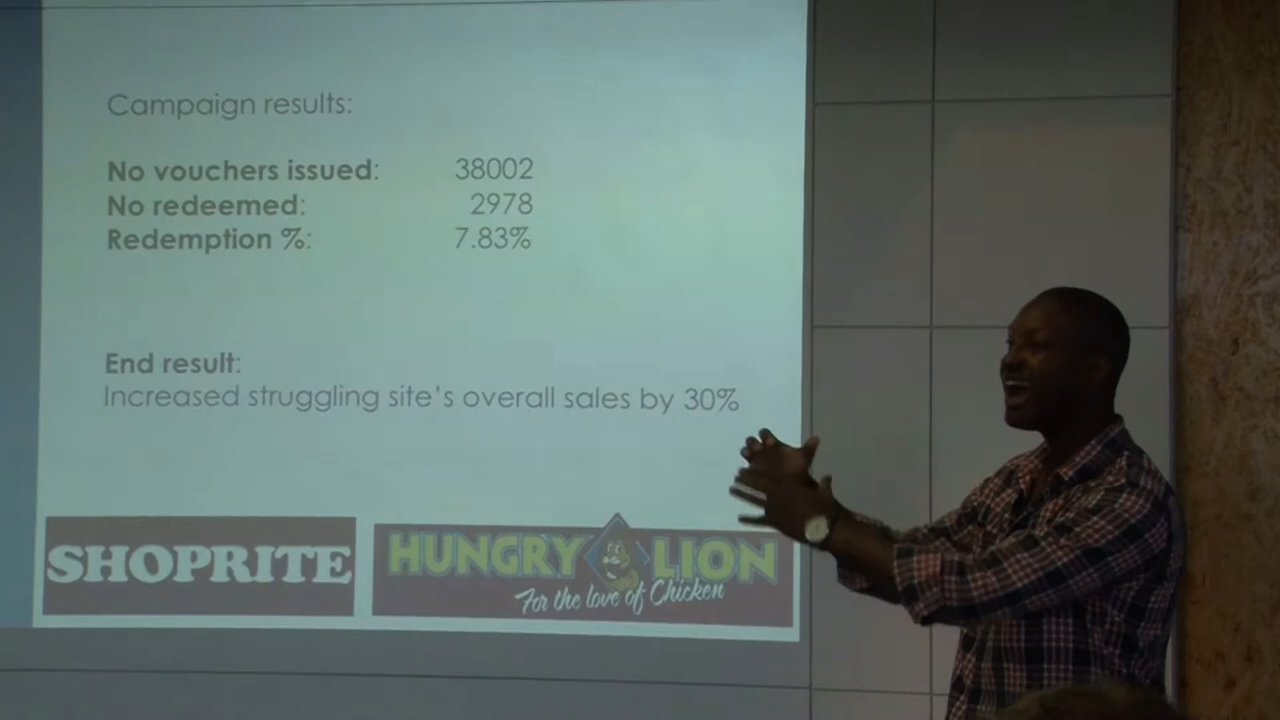 Campaign results:
No vouchers issued: 38002
No redeemed: 2978
Redemption %: 7.83%
End result:
Increased struggling site's overall sales by 30%
SHOPRITE
HUNGRY LION
For the love of Chicken